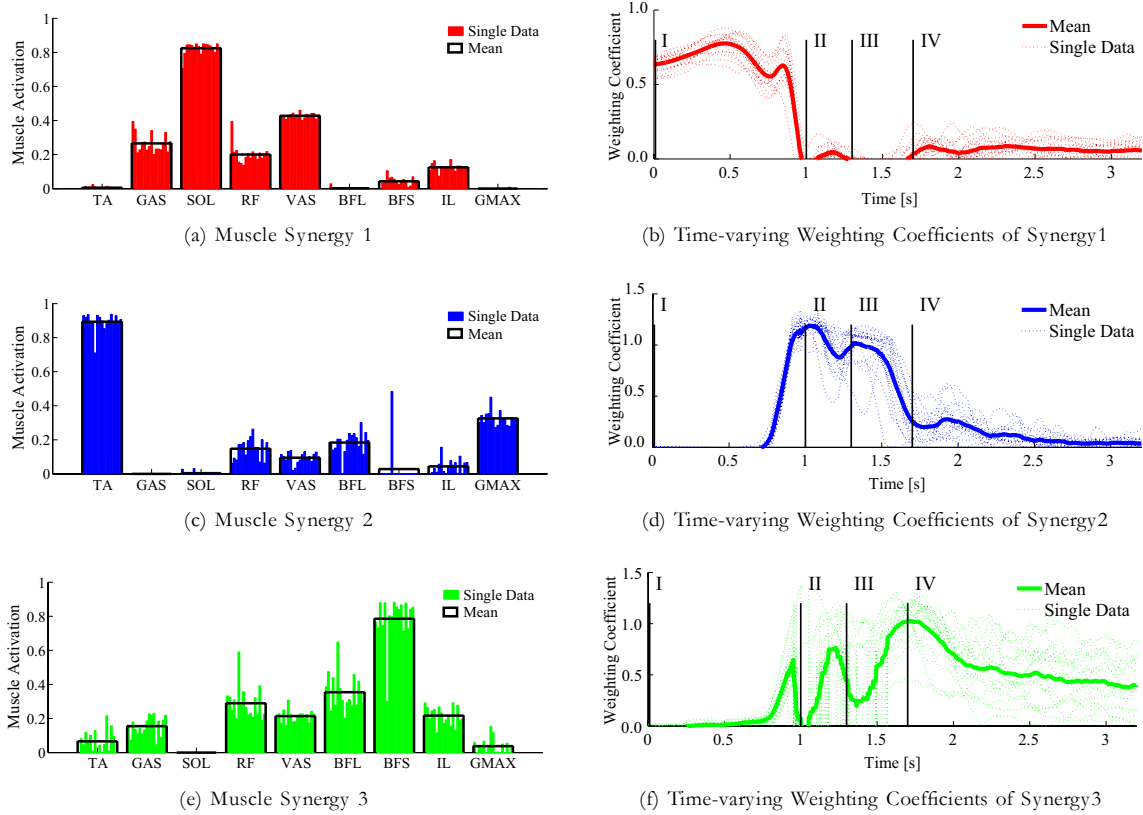 Muscle Activation
1
0.8
0.6
0.4
0.2
0
Single Data
Mean
TA GAS SOL RF VAS BFL BFS IL GMAX
(a) Muscle Synergy 1
Weighting Coefficient
1.0
0.5
0.0
I II III IV
Mean
Single Data
0 0.5 1 1.5 2 2.5 3
Time [s]
(b) Time-varying Weighting Coefficients of Synergy1
Muscle Activation
1
0.8
0.6
0.4
0.2
0
Single Data
Mean
TA GAS SOL RF VAS BFL BFS IL GMAX
(c) Muscle Synergy 2
Weighting Coefficient
1.5
1.0
0.5
0.0
I II III IV
Mean
Single Data
0 0.5 1 1.5 2 2.5 3
Time [s]
(d) Time-varying Weighting Coefficients of Synergy2
Muscle Activation
1
0.8
0.6
0.4
0.2
0
Single Data
Mean
TA GAS SOL RF VAS BFL BFS IL GMAX
(e) Muscle Synergy 3
Weighting Coefficient
1.5
1.0
0.5
0.0
I II III IV
Mean
Single Data
0 0.5 1 1.5 2 2.5 3
Time [s]
(f) Time-varying Weighting Coefficients of Synergy3